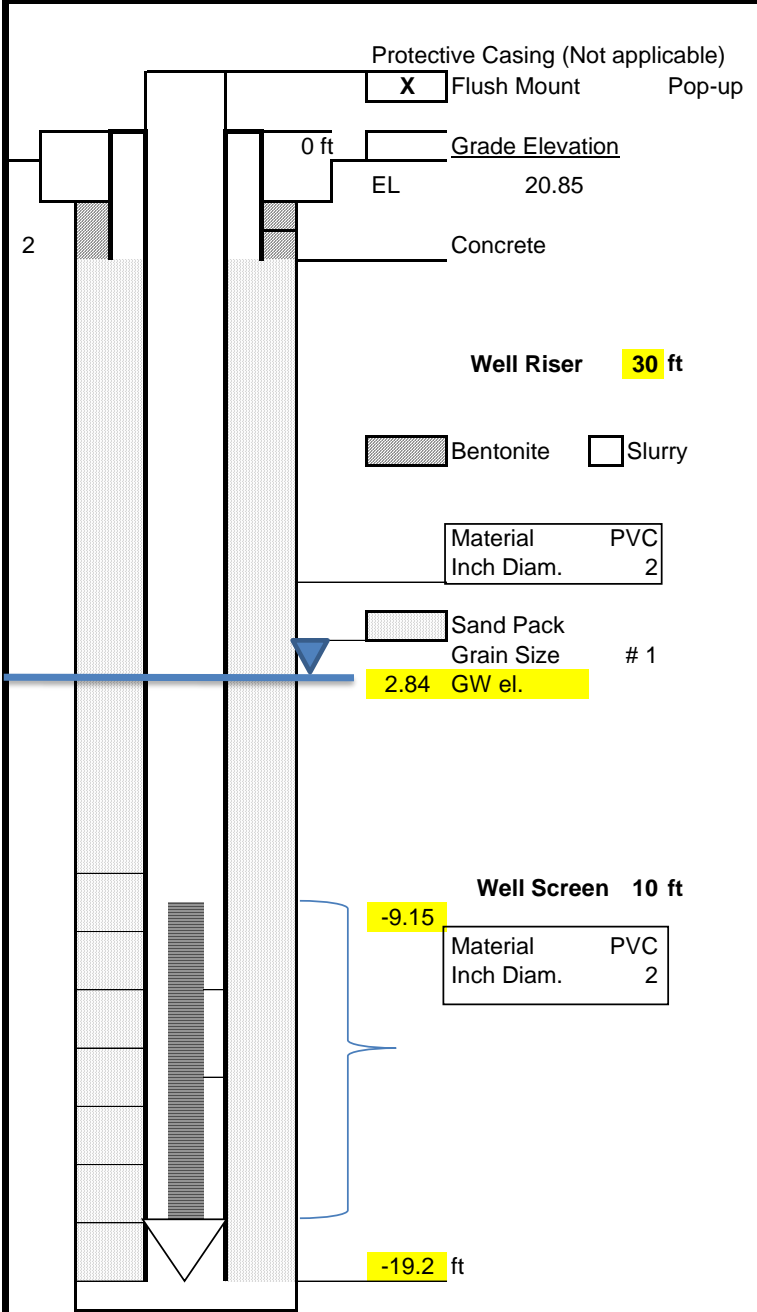 Protective Casing (Not applicable)
X Flush Mount Pop-up
0 ft Grade Elevation
EL 20.85
2 Concrete
Well Riser 30 ft
Bentonite Slurry
Material PVC
Inch Diam. 2
Sand Pack
Grain Size # 1
2.84 GW el.
Well Screen 10 ft
-9.15
Material PVC
Inch Diam. 2
-19.2 ft